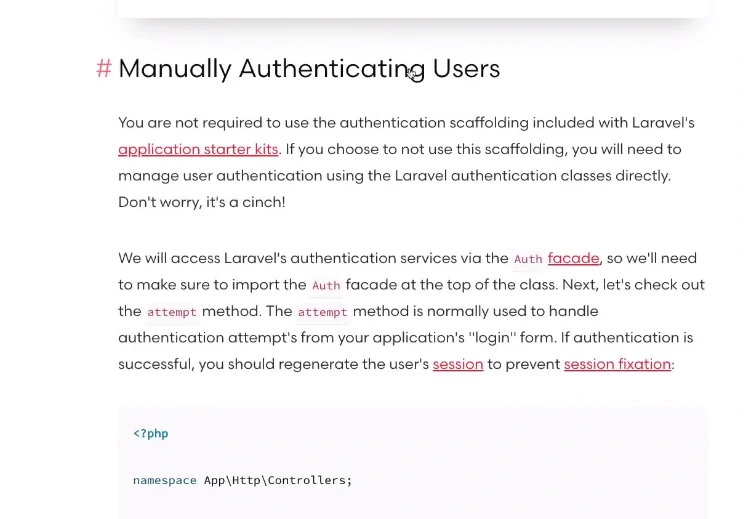 # Manually Authenticating Users
You are not required to use the authentication scaffolding included with Laravel's
application starter kits. If you choose to not use this scaffolding, you will need to
manage user authentication using the Laravel authentication classes directly.
Don't worry, it's a cinch!
We will access Laravel's authentication services via the Auth facade, so we'll need
to make sure to import the Auth facade at the top of the class. Next, let's check out
the attempt method. The attempt method is normally used to handle
authentication attempt's from your application's "login" form. If authentication is
successful, you should regenerate the user's session to prevent session fixation:
<?php
namespace App\Http\Controllers;